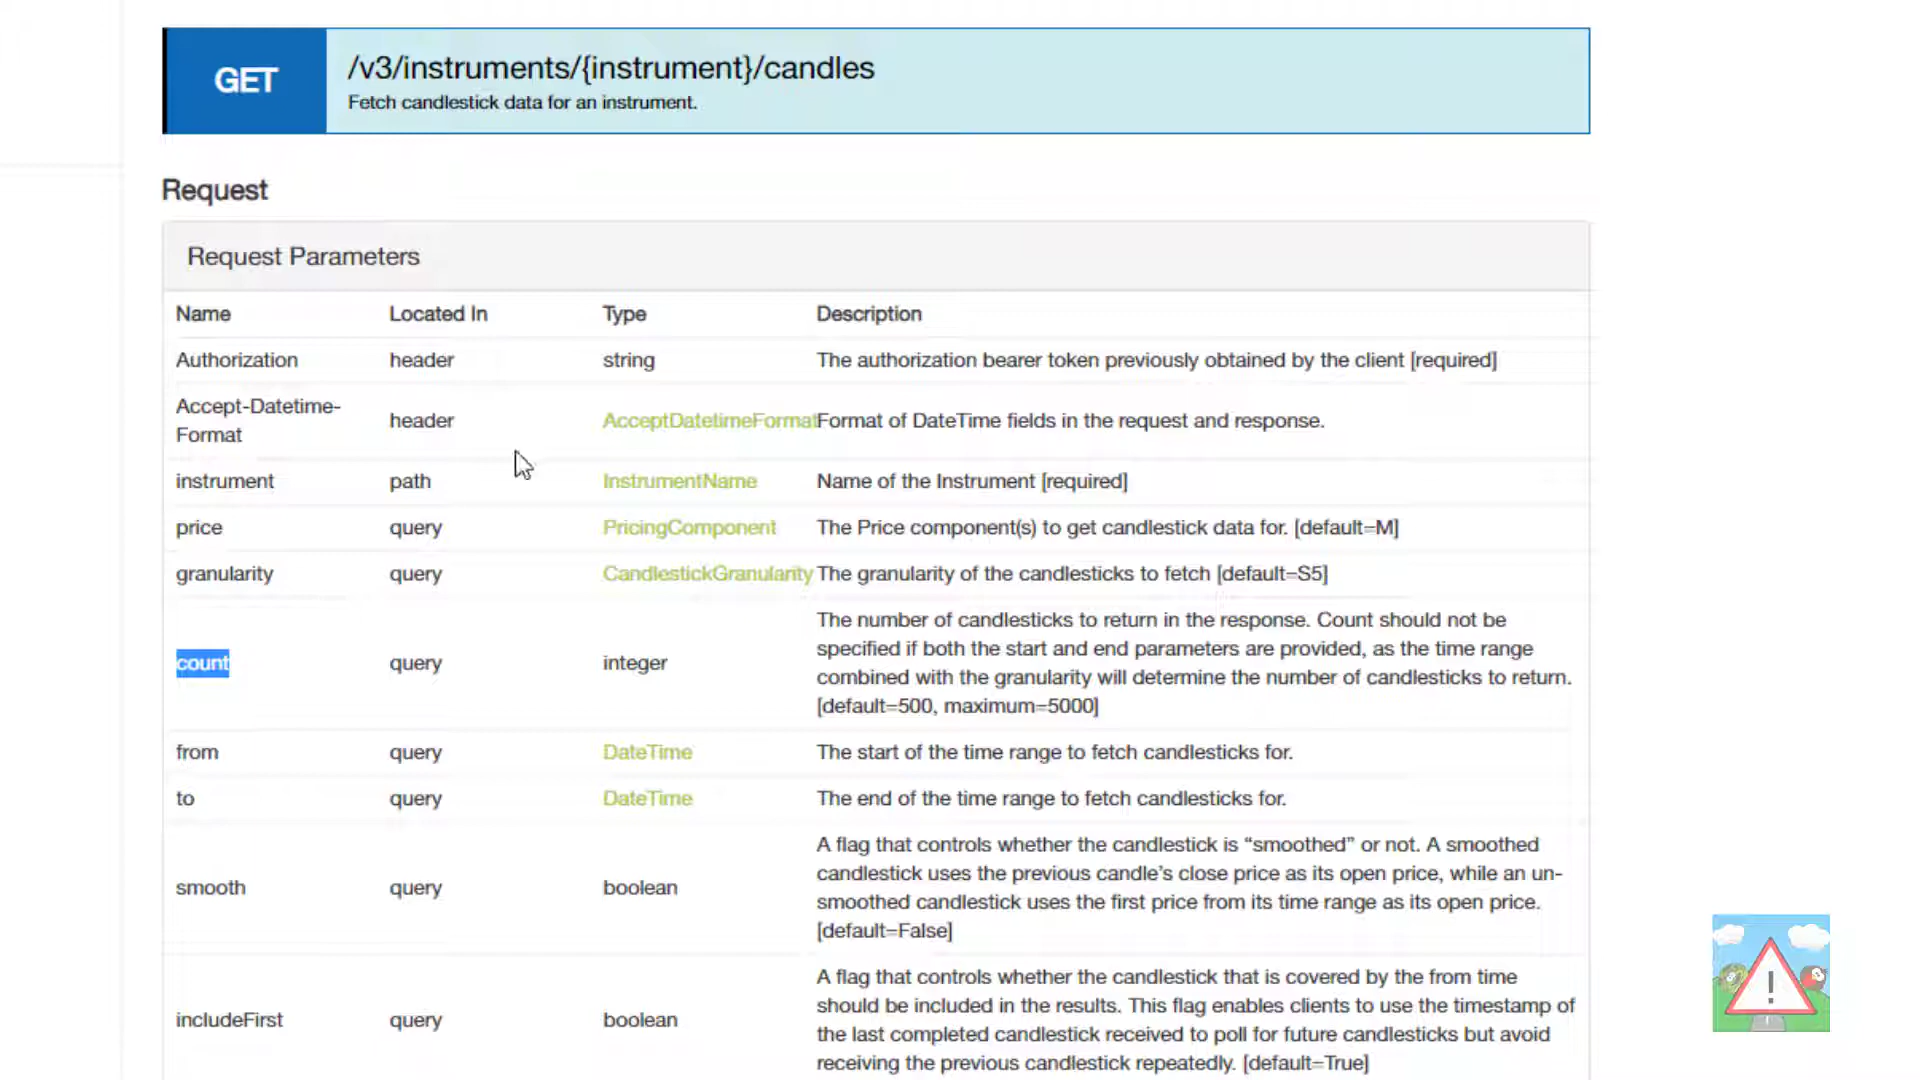 GET
/v3/instruments/{instrument}/candles
Fetch candlestick data for an instrument.
Request
Request Parameters
Name Located In Type Description
Authorization header string The authorization bearer token previously obtained by the client [required]
Accept-Datetime-
Format header AcceptDatetimeFormat Format of DateTime fields in the request and response.
instrument path InstrumentName Name of the Instrument [required]
price query PricingComponent The Price component(s) to get candlestick data for. [default=M]
granularity query CandlestickGranularity The granularity of the candlesticks to fetch [default=S5]
count query integer The number of candlesticks to return in the response. Count should not be
specified if both the start and end parameters are provided, as the time range
combined with the granularity will determine the number of candlesticks to return.
[default=500, maximum=5000]
from query DateTime The start of the time range to fetch candlesticks for.
to query DateTime The end of the time range to fetch candlesticks for.
smooth query boolean A flag that controls whether the candlestick is “smoothed” or not. A smoothed
candlestick uses the previous candle’s close price as its open price, while an un-
smoothed candlestick uses the first price from its time range as its open price.
[default=False]
includeFirst query boolean A flag that controls whether the candlestick that is covered by the from time
should be included in the results. This flag enables clients to use the timestamp of
the last completed candlestick received to poll for future candlesticks but avoid
receiving the previous candlestick repeatedly. [default=True]